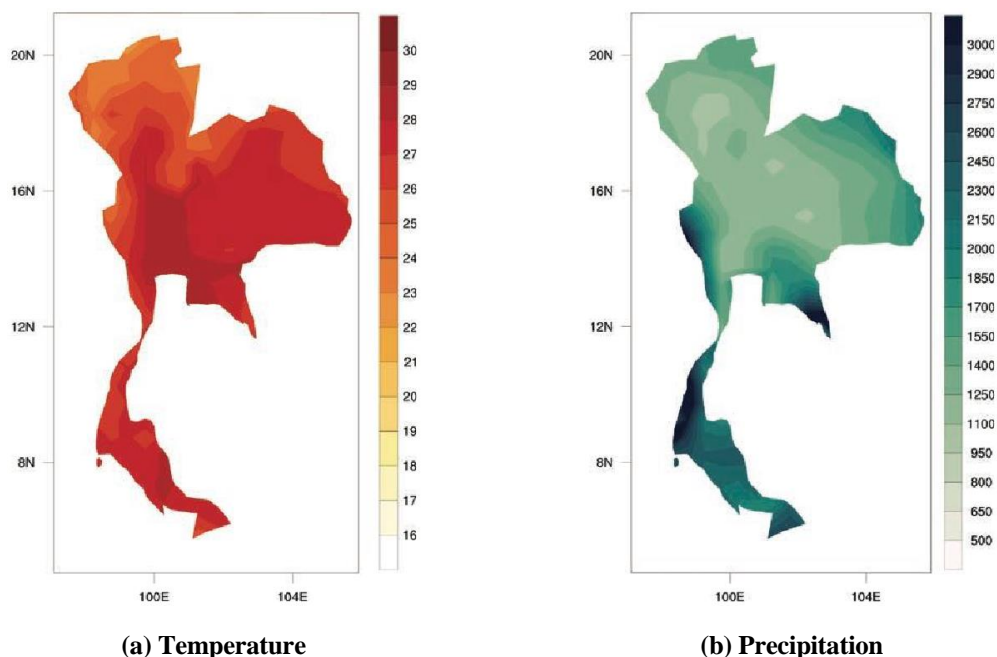 20N
16N
12N
8N
100E
104E
30
29
28
27
26
25
24
23
22
21
20
19
18
17
16
20N
16N
12N
8N
100E
104E
3000
2900
2750
2600
2450
2300
2150
2000
1850
1700
1550
1400
1250
1100
950
800
650
500
(a) Temperature
(b) Precipitation